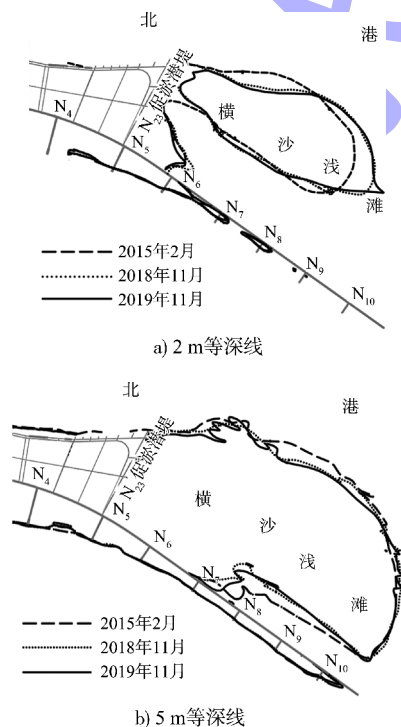 北
港
N4
N23促淤潜堤
N5
横
沙
浅
滩
N6
N7
N8
N9
N10
2015年2月
2018年11月
2019年11月
a) 2 m等深线
北
港
N4
N23促淤潜堤
N5
横
沙
浅
滩
N6
N7
N8
N9
N10
2015年2月
2018年11月
2019年11月
b) 5 m等深线